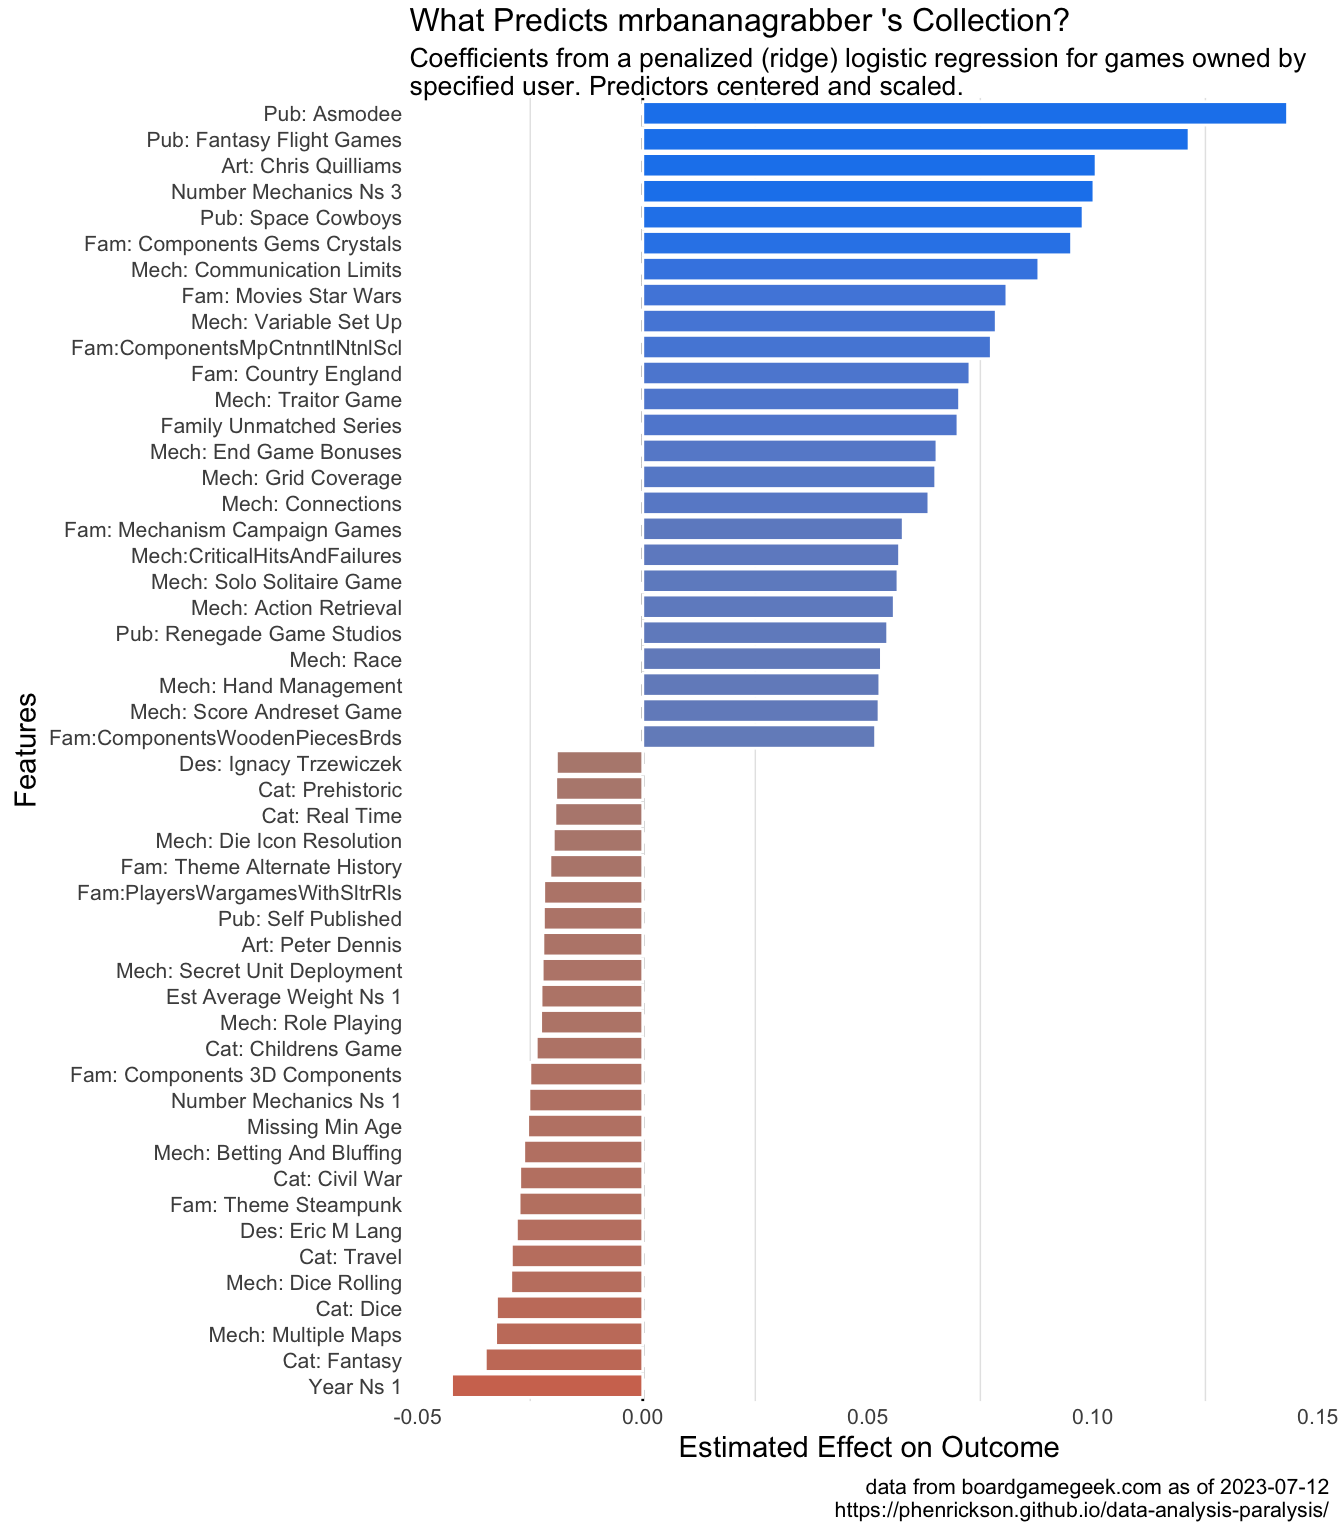 What Predicts mrbananagrabber 's Collection?
Coefficients from a penalized (ridge) logistic regression for games owned by
specified user. Predictors centered and scaled.
Features
Pub: Asmodee
Pub: Fantasy Flight Games
Art: Chris Quilliams
Number Mechanics Ns 3
Pub: Space Cowboys
Fam: Components Gems Crystals
Mech: Communication Limits
Fam: Movies Star Wars
Mech: Variable Set Up
Fam:ComponentsMpCntnntlNtnlScl
Fam: Country England
Mech: Traitor Game
Family Unmatched Series
Mech: End Game Bonuses
Mech: Grid Coverage
Mech: Connections
Fam: Mechanism Campaign Games
Mech:CriticalHitsAndFailures
Mech: Solo Solitaire Game
Mech: Action Retrieval
Pub: Renegade Game Studios
Mech: Race
Mech: Hand Management
Mech: Score Andreset Game
Fam:ComponentsWoodenPiecesBrds
Des: Ignacy Trzewiczek
Cat: Prehistoric
Cat: Real Time
Mech: Die Icon Resolution
Fam: Theme Alternate History
Fam:PlayersWargamesWithSltrRls
Pub: Self Published
Art: Peter Dennis
Mech: Secret Unit Deployment
Est Average Weight Ns 1
Mech: Role Playing
Cat: Childrens Game
Fam: Components 3D Components
Number Mechanics Ns 1
Missing Min Age
Mech: Betting And Bluffing
Cat: Civil War
Fam: Theme Steampunk
Des: Eric M Lang
Cat: Travel
Mech: Dice Rolling
Cat: Dice
Mech: Multiple Maps
Cat: Fantasy
Year Ns 1
-0.05 0.00 0.05 0.10 0.15
Estimated Effect on Outcome
data from boardgamegeek.com as of 2023-07-12
https://phenrickson.github.io/data-analysis-paralysis/